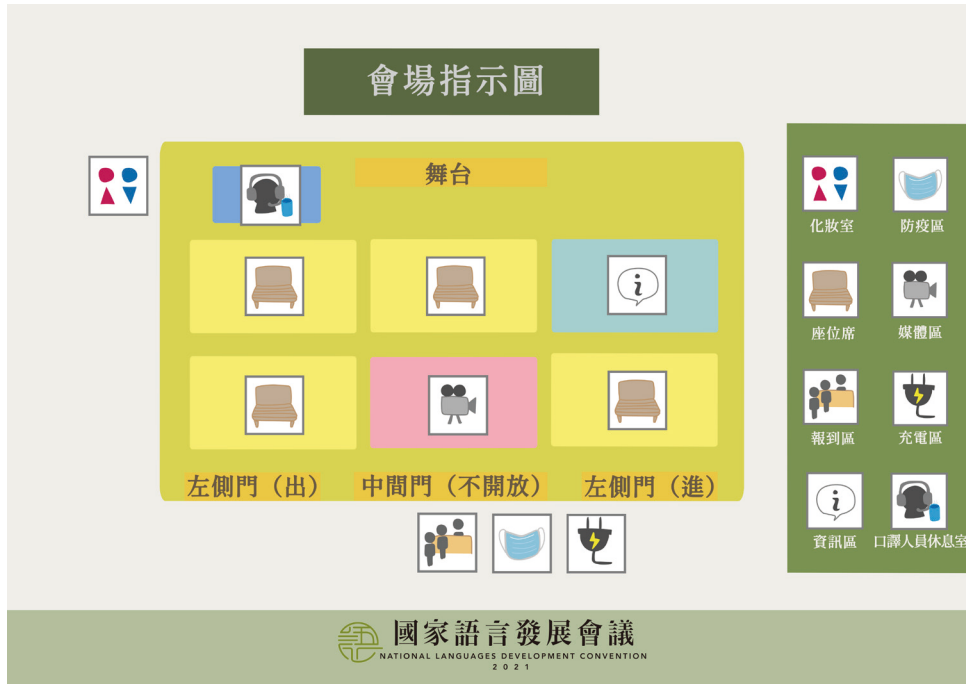 會場指示圖
舞台
左側門（出）
中間門（不開放）
左側門（進）
化妝室
防疫區
座位席
媒體區
報到區
充電區
資訊區
口譯人員休息室
國家語言發展會議
NATIONAL LANGUAGES DEVELOPMENT CONVENTION
2021